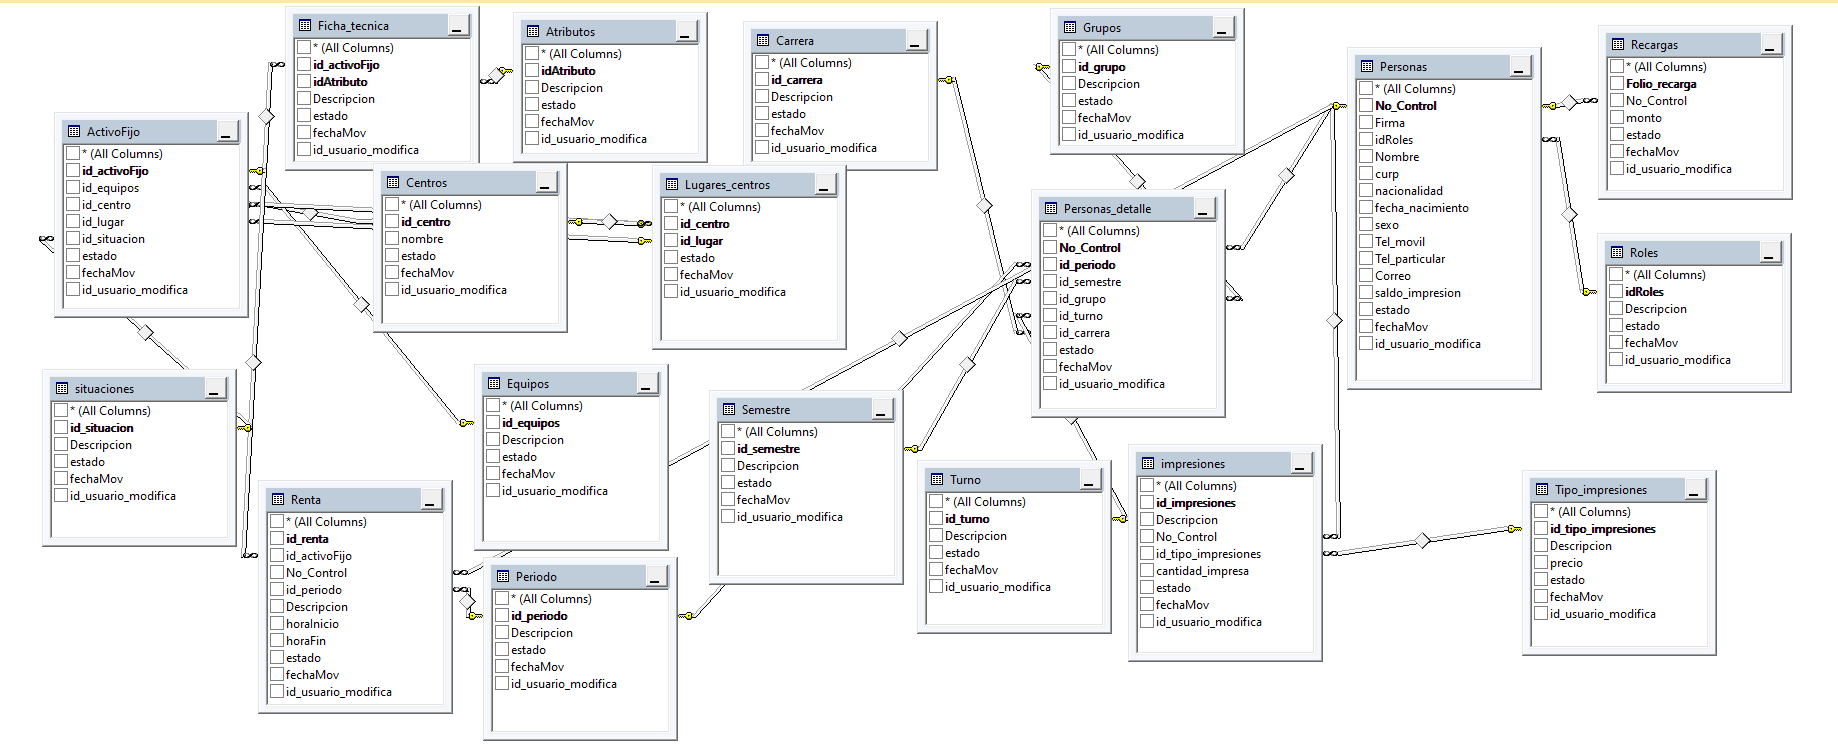 Ficha_tecnica
* (All Columns)
id_activoFijo
idAtributo
Descripcion
estado
fechaMov
id_usuario_modifica
Atributos
* (All Columns)
idAtributo
Descripcion
estado
fechaMov
id_usuario_modifica
Carrera
* (All Columns)
id_carrera
Descripcion
estado
fechaMov
id_usuario_modifica
Grupos
* (All Columns)
id_grupo
Descripcion
estado
fechaMov
id_usuario_modifica
Personas
* (All Columns)
No_Control
Firma
idRoles
Nombre
curp
nacionalidad
fecha_nacimiento
sexo
Tel_movil
Tel_particular
Correo
saldo_impresion
estado
fechaMov
id_usuario_modifica
Recargas
* (All Columns)
Folio_recarga
No_Control
monto
estado
fechaMov
id_usuario_modifica
ActivoFijo
* (All Columns)
id_activoFijo
id_equipos
id_centro
id_lugar
id_situacion
estado
fechaMov
id_usuario_modifica
Centros
* (All Columns)
id_centro
nombre
estado
fechaMov
id_usuario_modifica
Lugares_centros
* (All Columns)
id_centro
id_lugar
estado
fechaMov
id_usuario_modifica
Personas_detalle
* (All Columns)
No_Control
id_periodo
id_semestre
id_grupo
id_turno
id_carrera
estado
fechaMov
id_usuario_modifica
Roles
* (All Columns)
idRoles
Descripcion
estado
fechaMov
id_usuario_modifica
situaciones
* (All Columns)
id_situacion
Descripcion
estado
fechaMov
id_usuario_modifica
Equipos
* (All Columns)
id_equipos
Descripcion
estado
fechaMov
id_usuario_modifica
Semestre
* (All Columns)
id_semestre
Descripcion
estado
fechaMov
id_usuario_modifica
Turno
* (All Columns)
id_turno
Descripcion
estado
fechaMov
id_usuario_modifica
impresiones
* (All Columns)
id_impresiones
Descripcion
No_Control
id_tipo_impresiones
cantidad_impresa
estado
fechaMov
id_usuario_modifica
Tipo_impresiones
* (All Columns)
id_tipo_impresiones
Descripcion
precio
estado
fechaMov
id_usuario_modifica
Renta
* (All Columns)
id_renta
id_activoFijo
No_Control
id_periodo
Descripcion
horaInicio
horaFin
estado
fechaMov
id_usuario_modifica
Periodo
* (All Columns)
id_periodo
Descripcion
estado
fechaMov
id_usuario_modifica